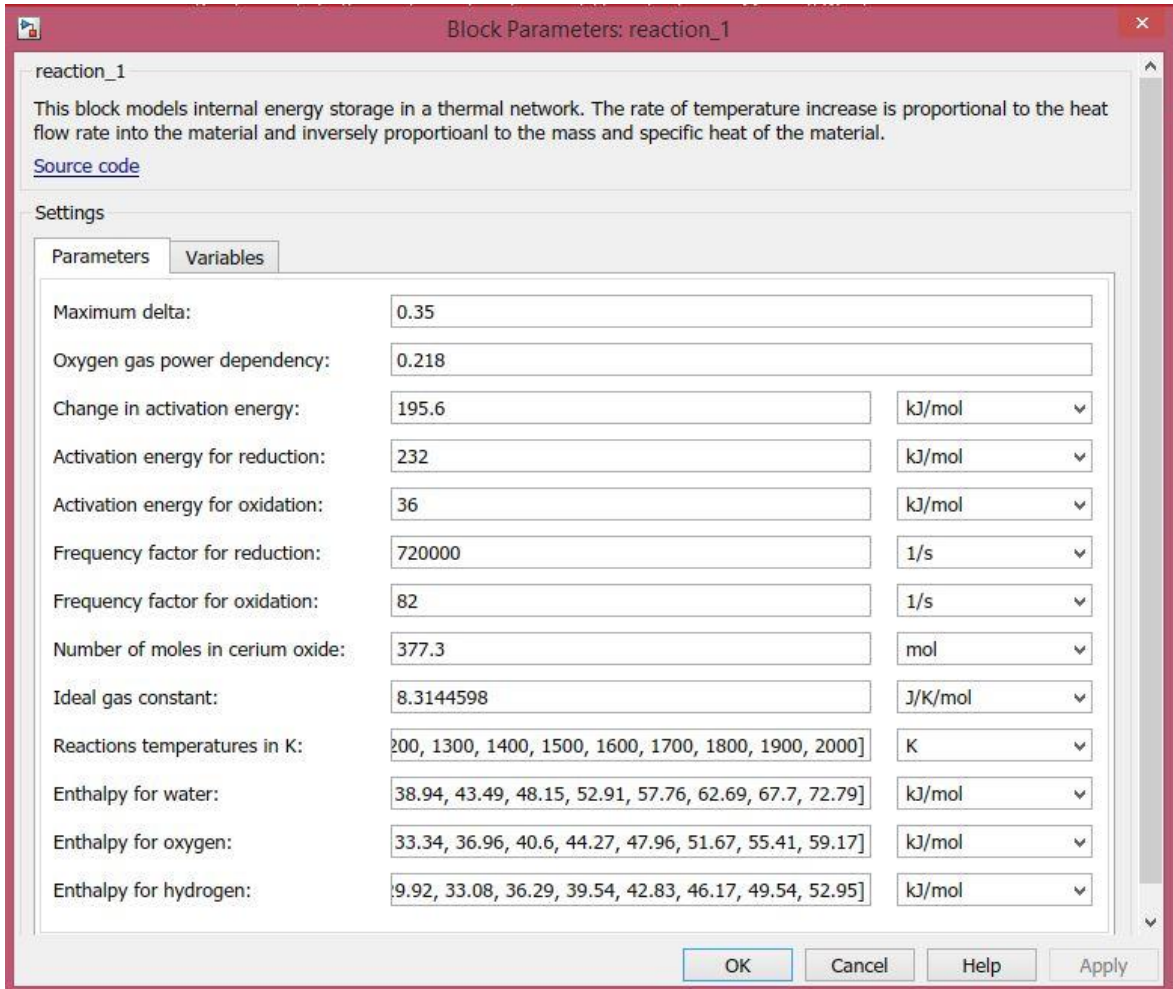 Block Parameters: reaction_1
reaction_1
This block models internal energy storage in a thermal network. The rate of temperature increase is proportional to the heat
flow rate into the material and inversely proportioanl to the mass and specific heat of the material.
Source code
Settings
Parameters Variables
Maximum delta: 0.35
Oxygen gas power dependency: 0.218
Change in activation energy: 195.6 kJ/mol
Activation energy for reduction: 232 kJ/mol
Activation energy for oxidation: 36 kJ/mol
Frequency factor for reduction: 720000 1/s
Frequency factor for oxidation: 82 1/s
Number of moles in cerium oxide: 377.3 mol
Ideal gas constant: 8.3144598 J/K/mol
Reactions temperatures in K: 200, 1300, 1400, 1500, 1600, 1700, 1800, 1900, 2000] K
Enthalpy for water: 38.94, 43.49, 48.15, 52.91, 57.76, 62.69, 67.7, 72.79] kJ/mol
Enthalpy for oxygen: 33.34, 36.96, 40.6, 44.27, 47.96, 51.67, 55.41, 59.17] kJ/mol
Enthalpy for hydrogen: 9.92, 33.08, 36.29, 39.54, 42.83, 46.17, 49.54, 52.95] kJ/mol
OK Cancel Help Apply